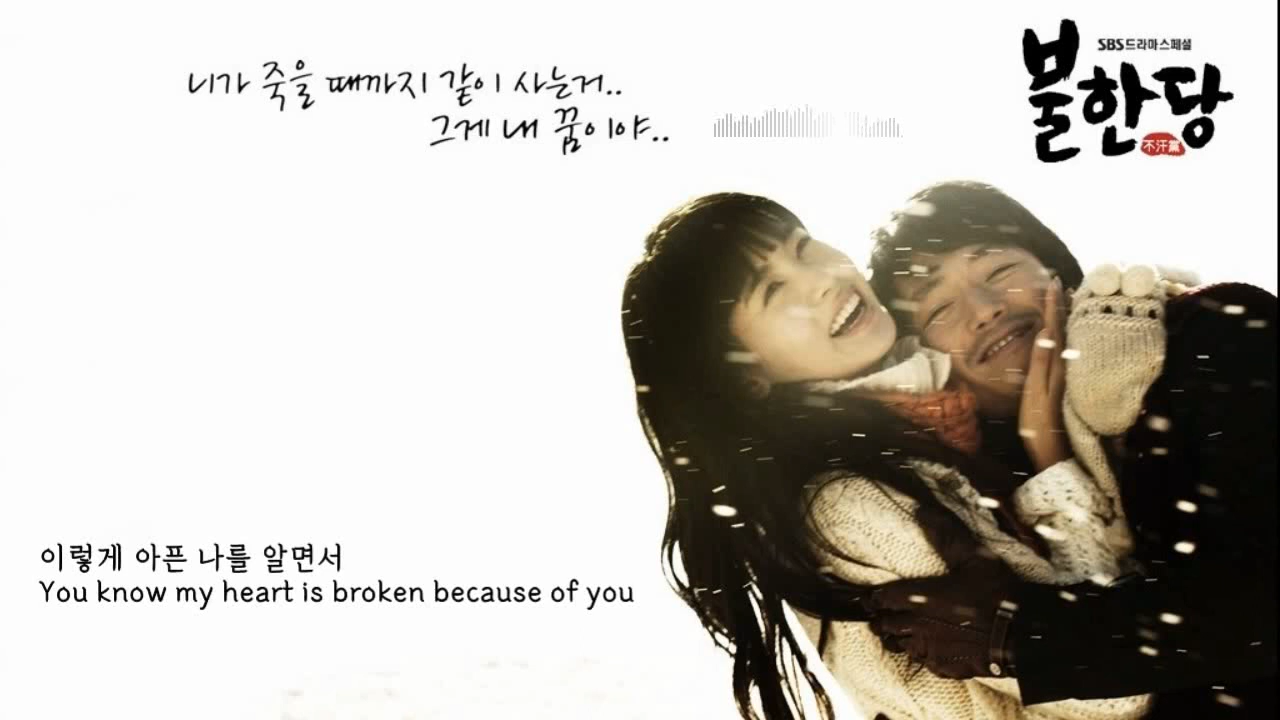 니가 죽을 때까지 같이 사는거..
그게 내 꿈이야..
SBS드라마스페셜
불한당
不汗黨
이렇게 아픈 나를 알면서
You know my heart is broken because of you